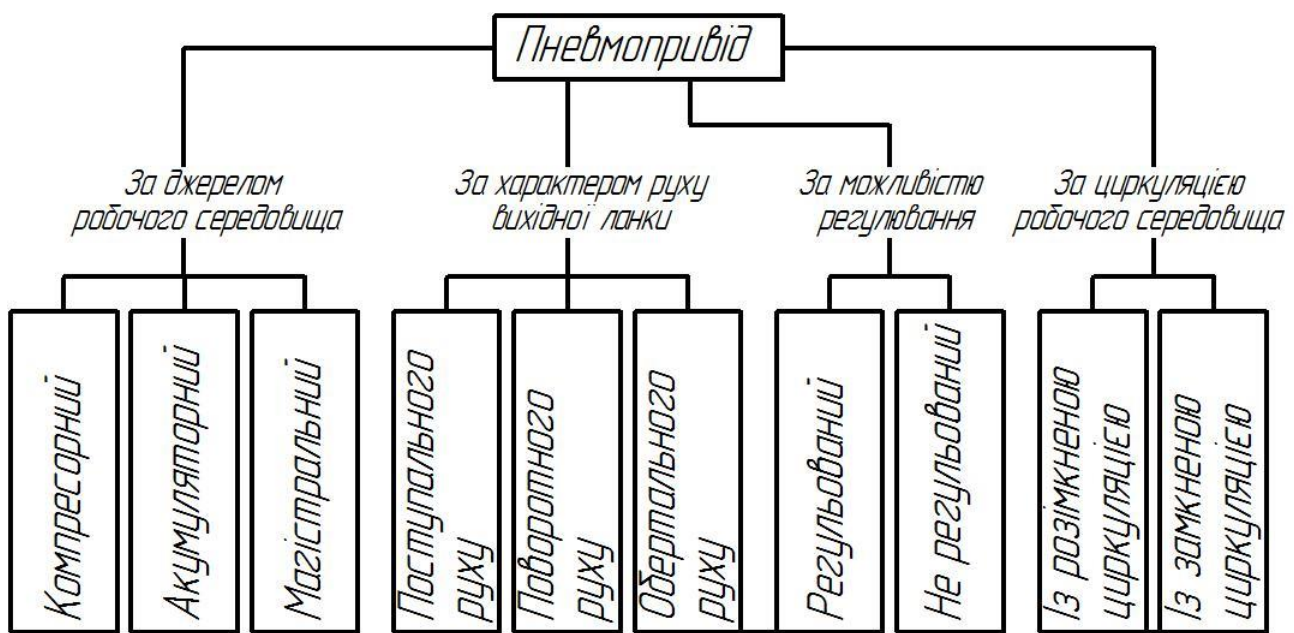 Пневмопривід
За джерелом
робочого середовища
За характером руху
вихідної ланки
За можливістю
регулювання
За циркуляцією
робочого середовища
Компресорний
Акумуляторний
Магістральний
Поступального
руху
Поворотного
руху
Обертального
руху
Регульований
Не регульований
Із розімкненою
циркуляцією
Із замкненою
циркуляцією